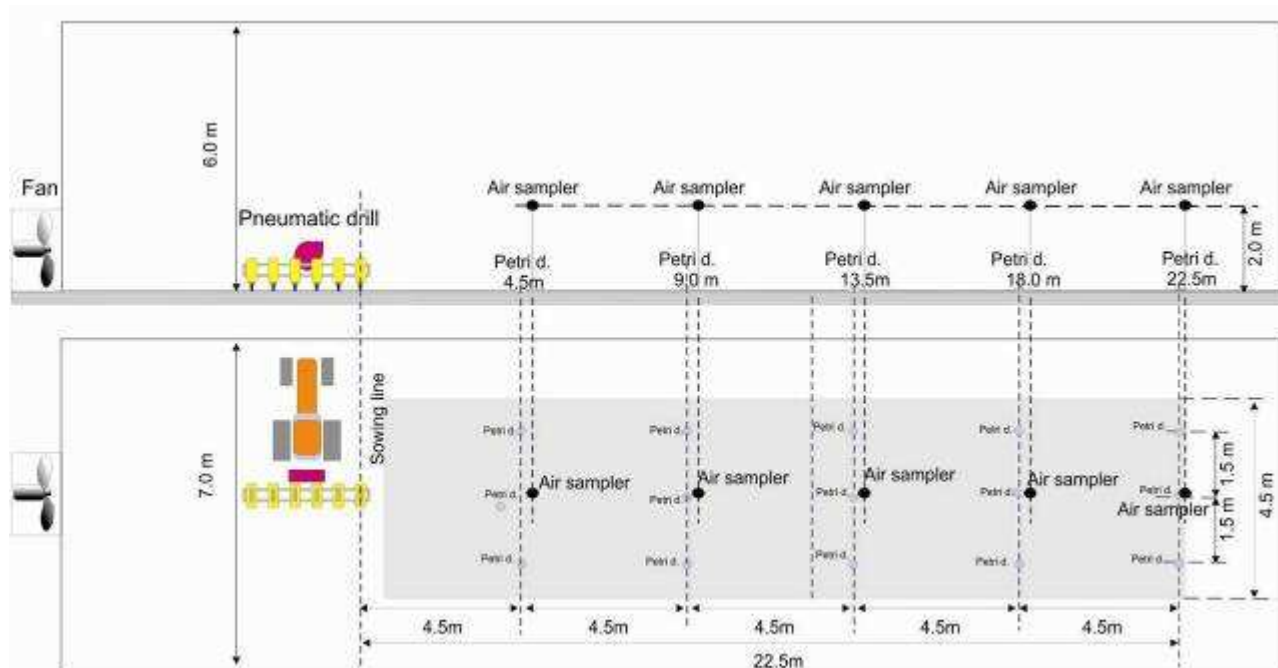 6.0 m
Fan
Pneumatic drill
Air sampler
Air sampler
Air sampler
Air sampler
Air sampler
2.0 m
Petri d.
4.5m
Petri d.
9.0 m
Petri d.
13.5m
Petri d.
18.0 m
Petri d.
22.5m
7.0 m
Sowing line
Petri d.
Petri d.
Petri d.
Petri d.
Petri d.
Petri d.
Air sampler
Petri d.
Air sampler
Petri d.
Air sampler
Petri d.
Air sampler
Petri d.
Air sampler
Petri d.
Petri d.
Petri d.
Petri d.
Petri d.
1.5 m
1.5 m
4.5 m
4.5m
4.5m
4.5m
4.5m
4.5m
22.5m